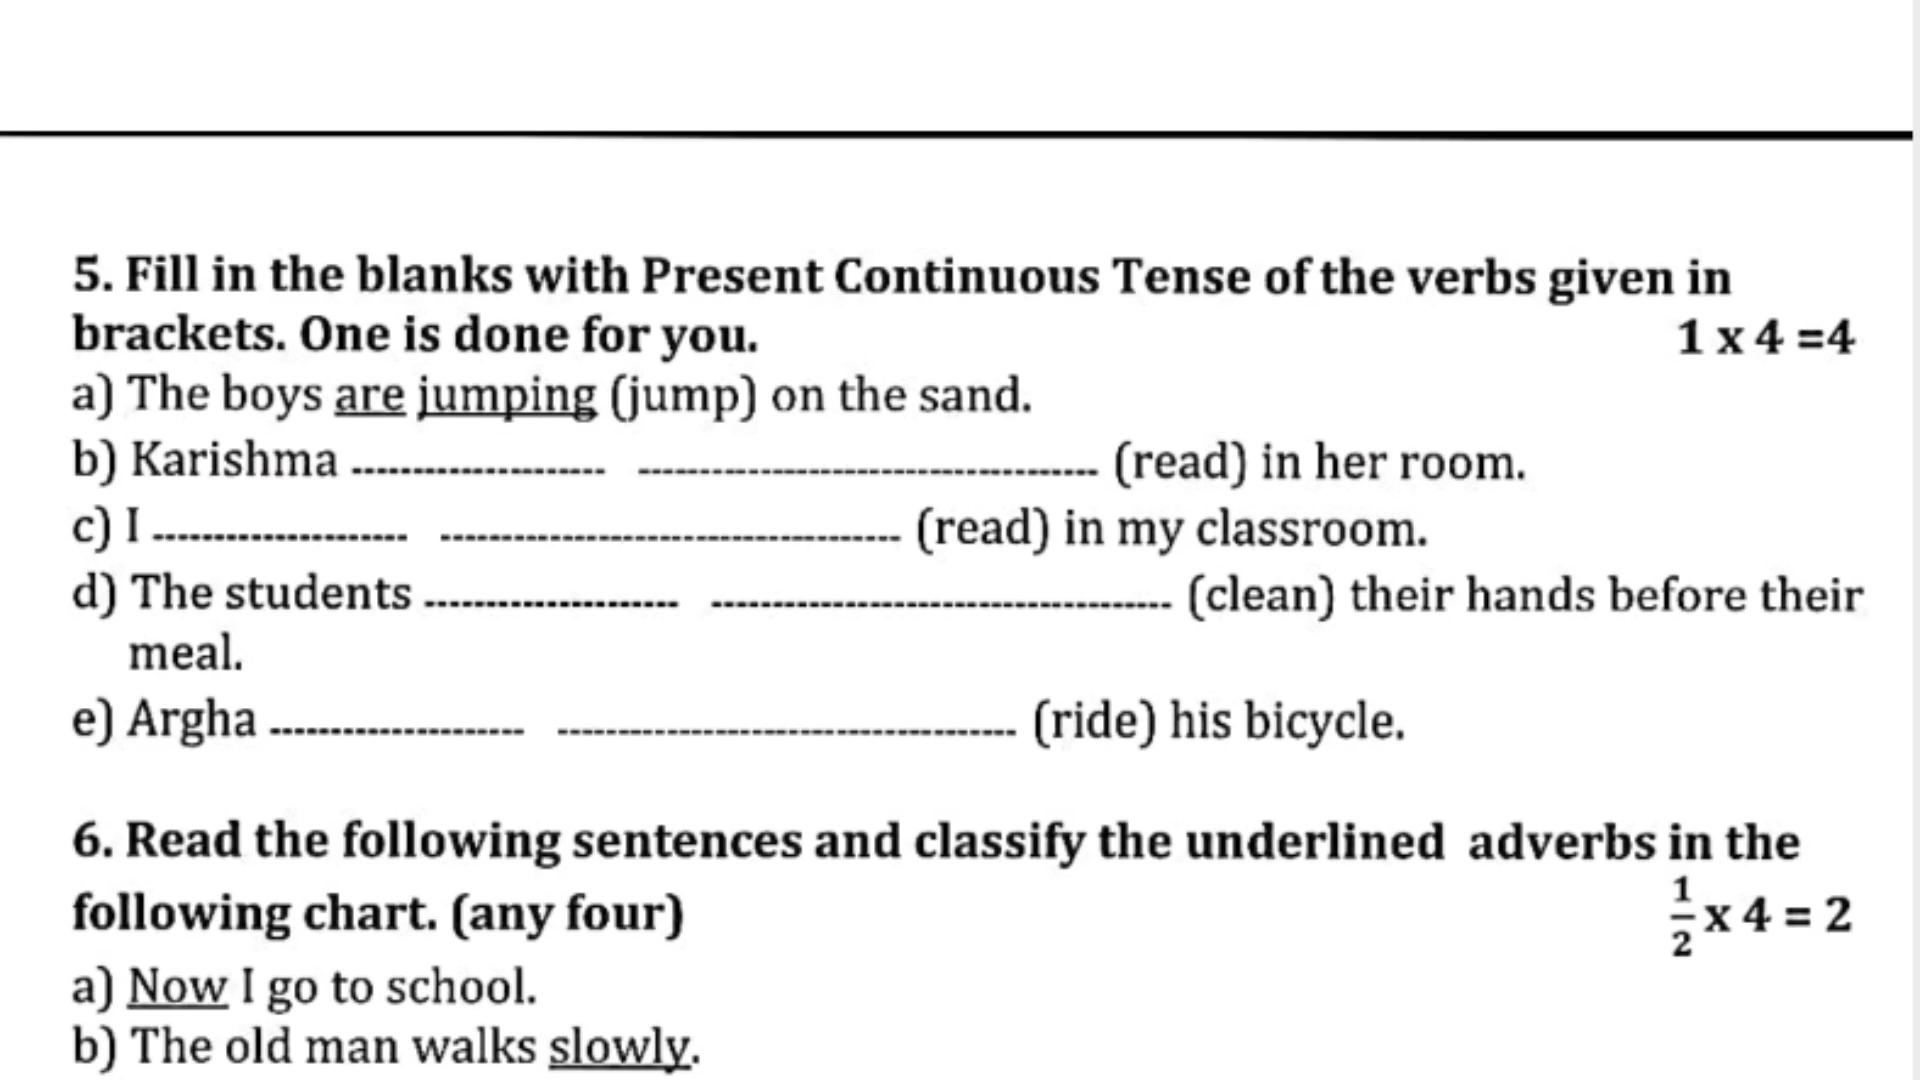 5. Fill in the blanks with Present Continuous Tense of the verbs given in
brackets. One is done for you. 1 x 4 =4
a) The boys are jumping (jump) on the sand.
b) Karishma ..................... ...................................... (read) in her room.
c) I ..................... ...................................... (read) in my classroom.
d) The students ..................... ...................................... (clean) their hands before their
meal.
e) Argha ..................... ...................................... (ride) his bicycle.
6. Read the following sentences and classify the underlined adverbs in the
following chart. (any four) 1/2 x 4 = 2
a) Now I go to school.
b) The old man walks slowly.